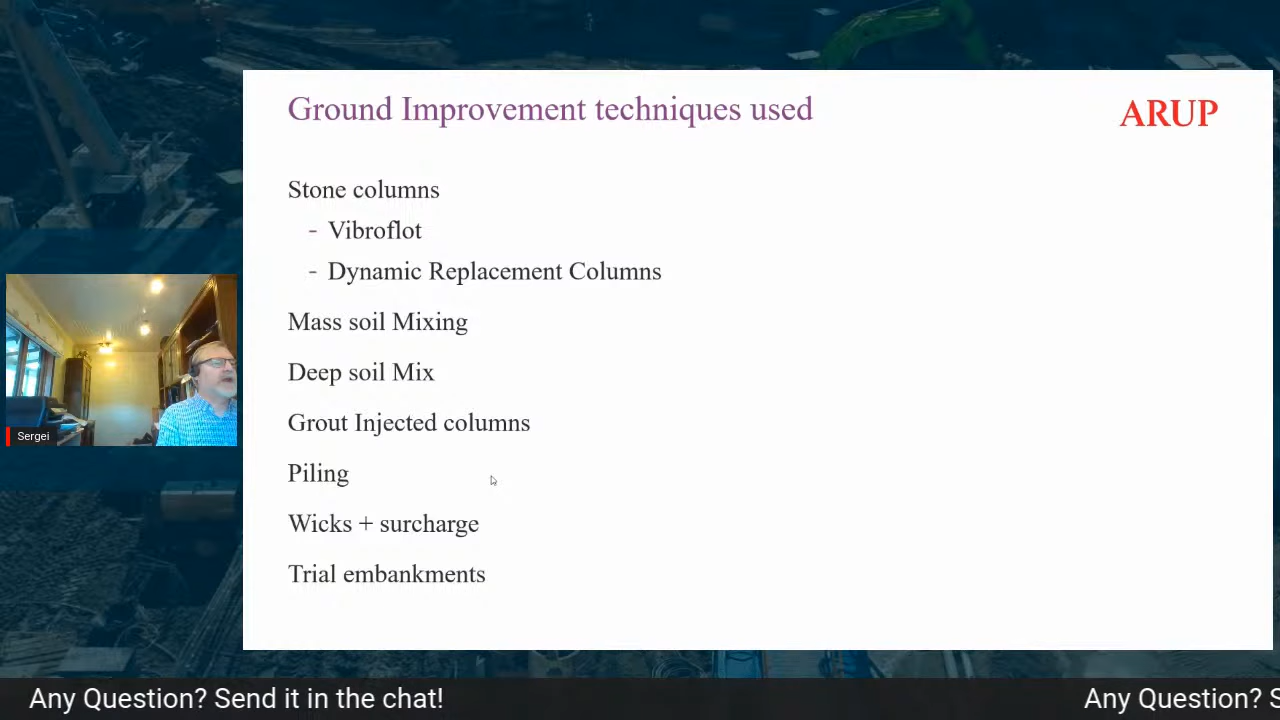 Ground Improvement techniques used
ARUP
Stone columns
- Vibroflot
- Dynamic Replacement Columns
Mass soil Mixing
Deep soil Mix
Grout Injected columns
Piling
Wicks + surcharge
Trial embankments
Sergei
Any Question? Send it in the chat!
Any Question? S